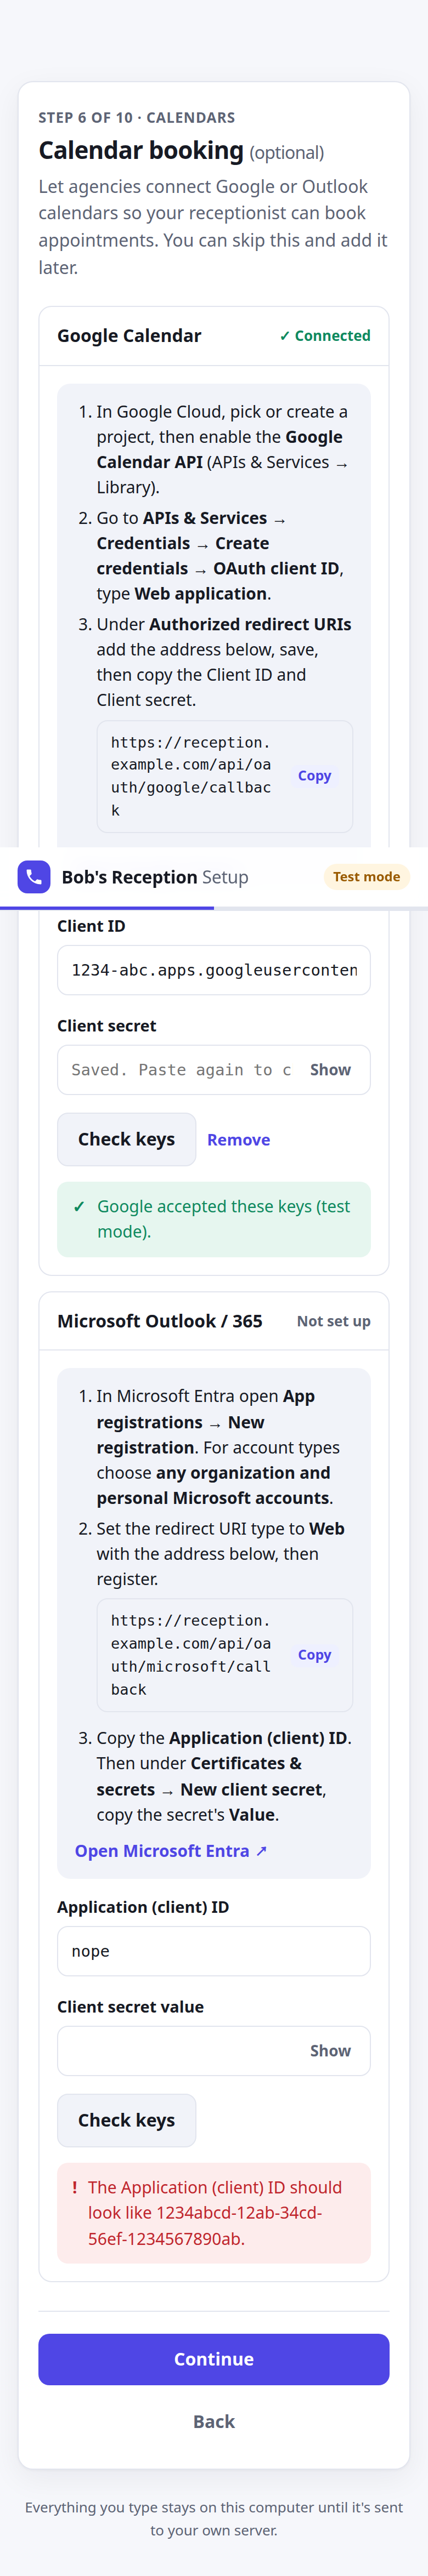 STEP 6 OF 10 · CALENDARS
Calendar booking (optional)
Let agencies connect Google or Outlook
calendars so your receptionist can book
appointments. You can skip this and add it
later.
Google Calendar
✓ Connected
1. In Google Cloud, pick or create a
project, then enable the Google
Calendar API (APIs & Services →
Library).
2. Go to APIs & Services →
Credentials → Create
credentials → OAuth client ID,
type Web application.
3. Under Authorized redirect URIs
add the address below, save,
then copy the Client ID and
Client secret.
https://reception.
example.com/api/oa
uth/google/callbac
k
Copy
Bob's Reception Setup
Test mode
Client ID
1234-abc.apps.googleuserconten
Client secret
Saved. Paste again to c
Show
Check keys
Remove
✓ Google accepted these keys (test
mode).
Microsoft Outlook / 365
Not set up
1. In Microsoft Entra open App
registrations → New
registration. For account types
choose any organization and
personal Microsoft accounts.
2. Set the redirect URI type to Web
with the address below, then
register.
https://reception.
example.com/api/oa
uth/microsoft/call
back
Copy
3. Copy the Application (client) ID.
Then under Certificates &
secrets → New client secret,
copy the secret's Value.
Open Microsoft Entra ↗
Application (client) ID
nope
Client secret value
Show
Check keys
! The Application (client) ID should
look like 1234abcd-12ab-34cd-
56ef-1234567890ab.
Continue
Back
Everything you type stays on this computer until it's sent
to your own server.